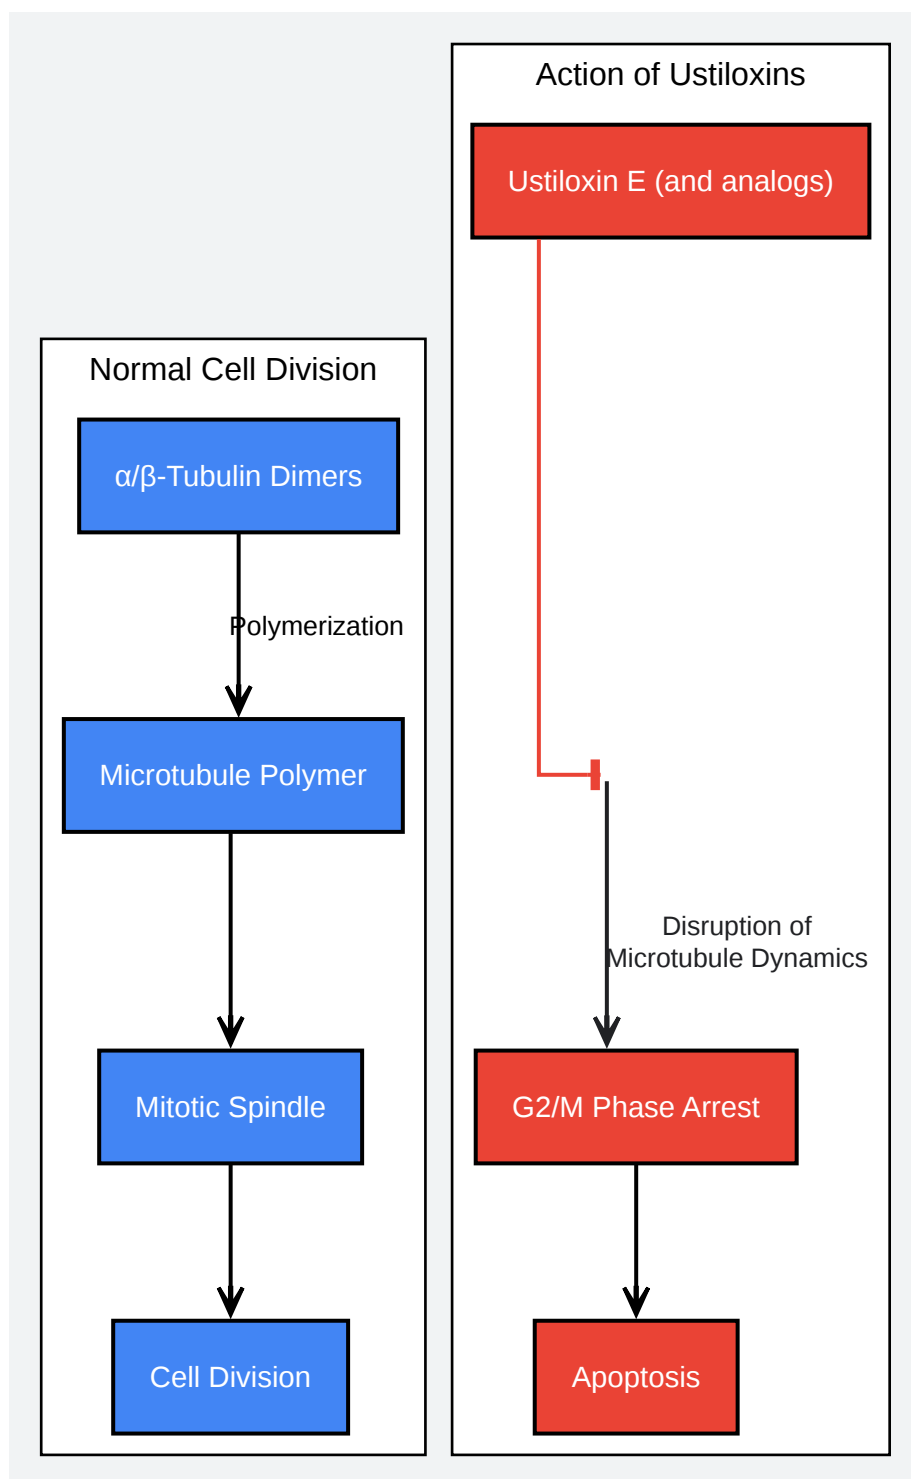 Action of Ustiloxins
Ustiloxin E (and analogs)
Normal Cell Division
α/β-Tubulin Dimers
Polymerization
Microtubule Polymer
Disruption of
Microtubule Dynamics
Mitotic Spindle
G2/M Phase Arrest
Cell Division
Apoptosis